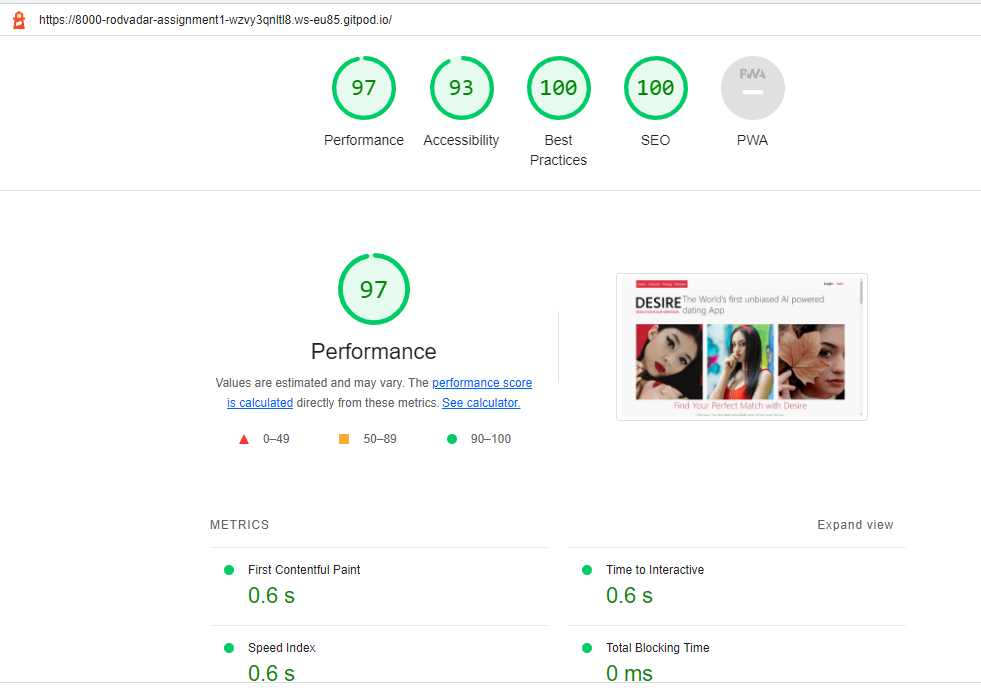 https://8000-rodvadar-assignment1-wzvy3qnltl8.ws-eu85.gitpod.io/
97
93
100
100
PWA
Performance
Accessibility
Best
Practices
SEO
PWA
97
Performance
Values are estimated and may vary. The performance score
is calculated directly from these metrics. See calculator.
0–49
50–89
90–100
Login
DESIRE
The World's first unbiased AI powered
dating App
Find Your Perfect Match with Desire
METRICS
Expand view
First Contentful Paint
0.6 s
Time to Interactive
0.6 s
Speed Index
0.6 s
Total Blocking Time
0 ms